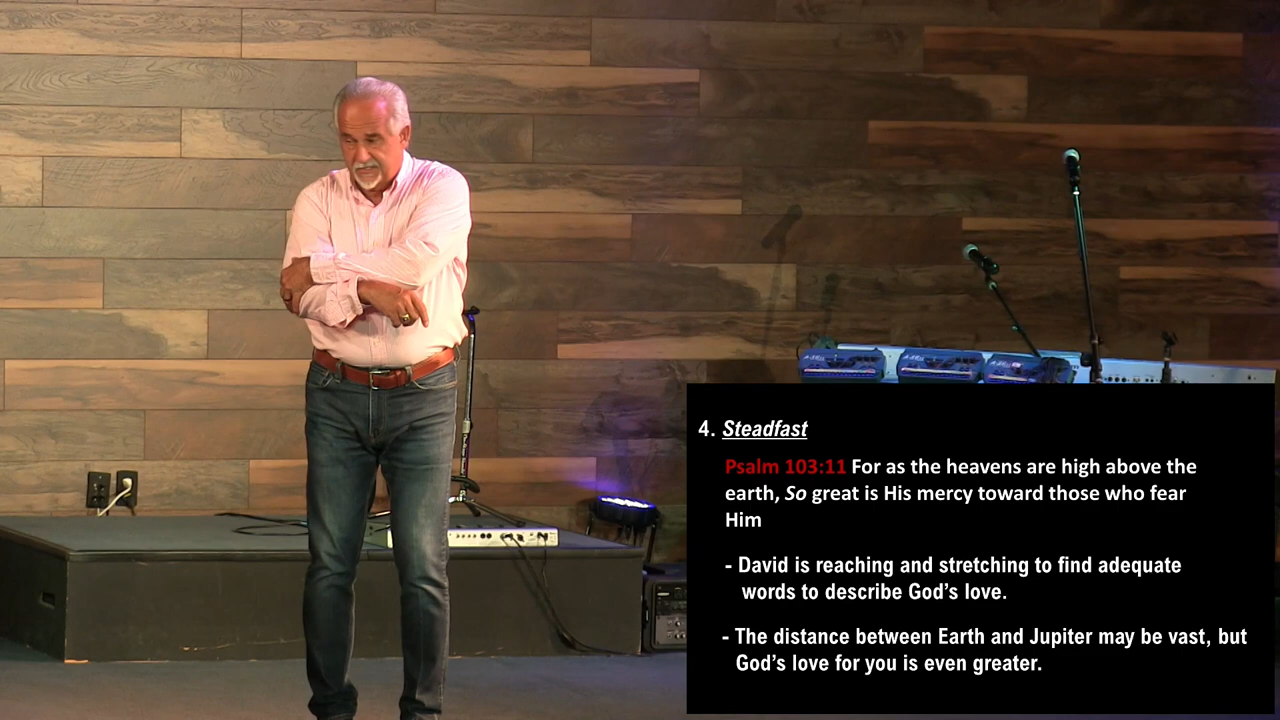 4. Steadfast
Psalm 103:11 For as the heavens are high above the
earth, So great is His mercy toward those who fear
Him
- David is reaching and stretching to find adequate
words to describe God's love.
- The distance between Earth and Jupiter may be vast, but
God's love for you is even greater.